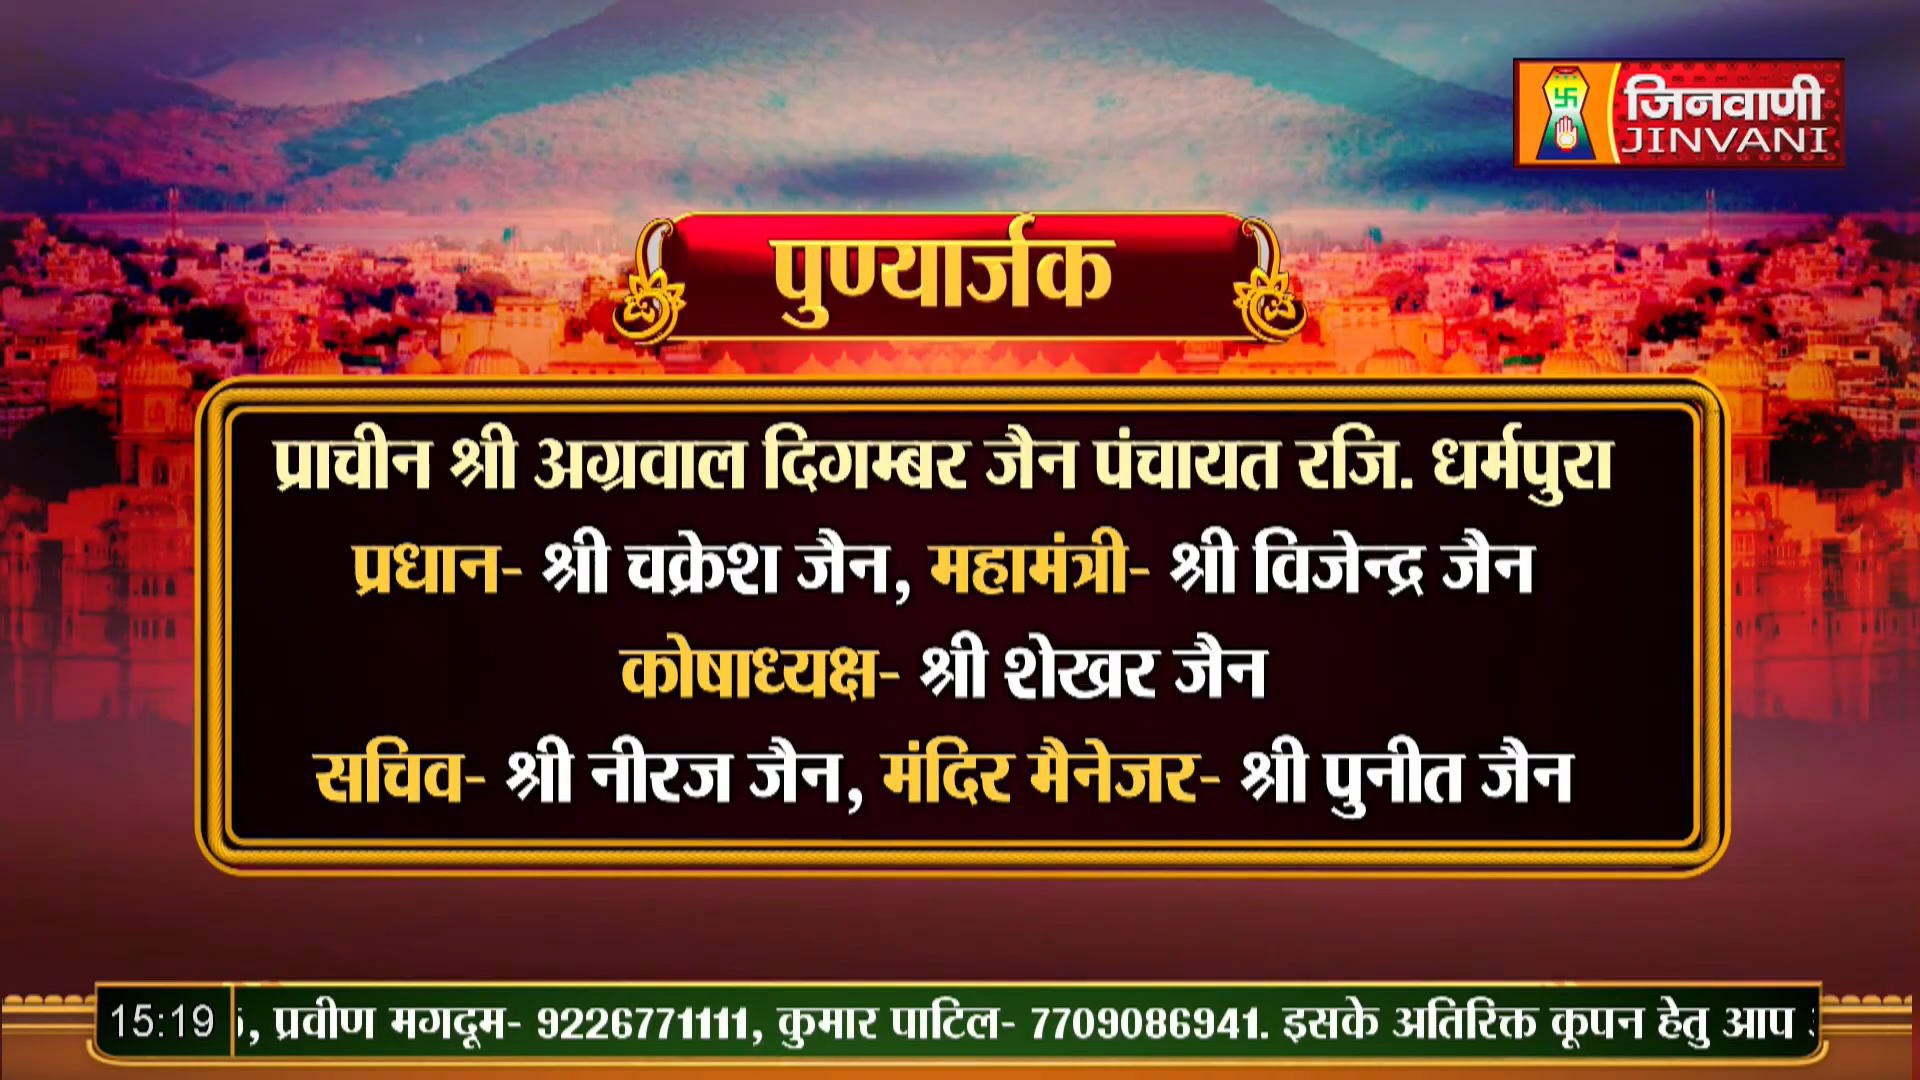 जिनवाणी
JINVANI
पुण्यार्जक
प्राचीन श्री अग्रवाल दिगम्बर जैन पंचायत रजि. धर्मपुरा
प्रधान- श्री चक्रेश जैन, महामंत्री- श्री विजेन्द्र जैन
कोषाध्यक्ष- श्री शेखर जैन
सचिव- श्री नीरज जैन, मंदिर मैनेजर- श्री पुनीत जैन
15:19 , प्रवीण मगदूम- 9226771111, कुमार पाटिल- 7709086941. इसके अतिरिक्त कूपन हेतु आप